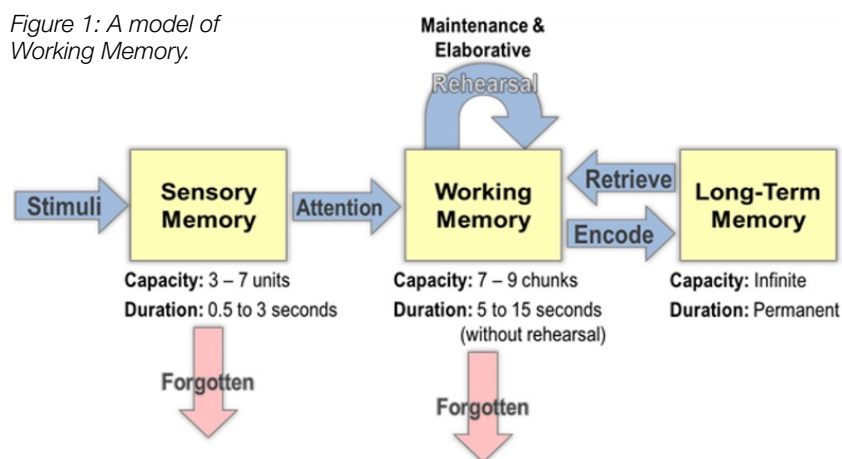 Figure 1: A model of
Working Memory.
Maintenance &
Elaborative
Rehearsal
Stimuli
Sensory
Memory
Attention
Working
Memory
Retrieve
Encode
Long-Term
Memory
Capacity: 3 – 7 units
Duration: 0.5 to 3 seconds
Capacity: 7 – 9 chunks
Duration: 5 to 15 seconds
(without rehearsal)
Capacity: Infinite
Duration: Permanent
Forgotten
Forgotten